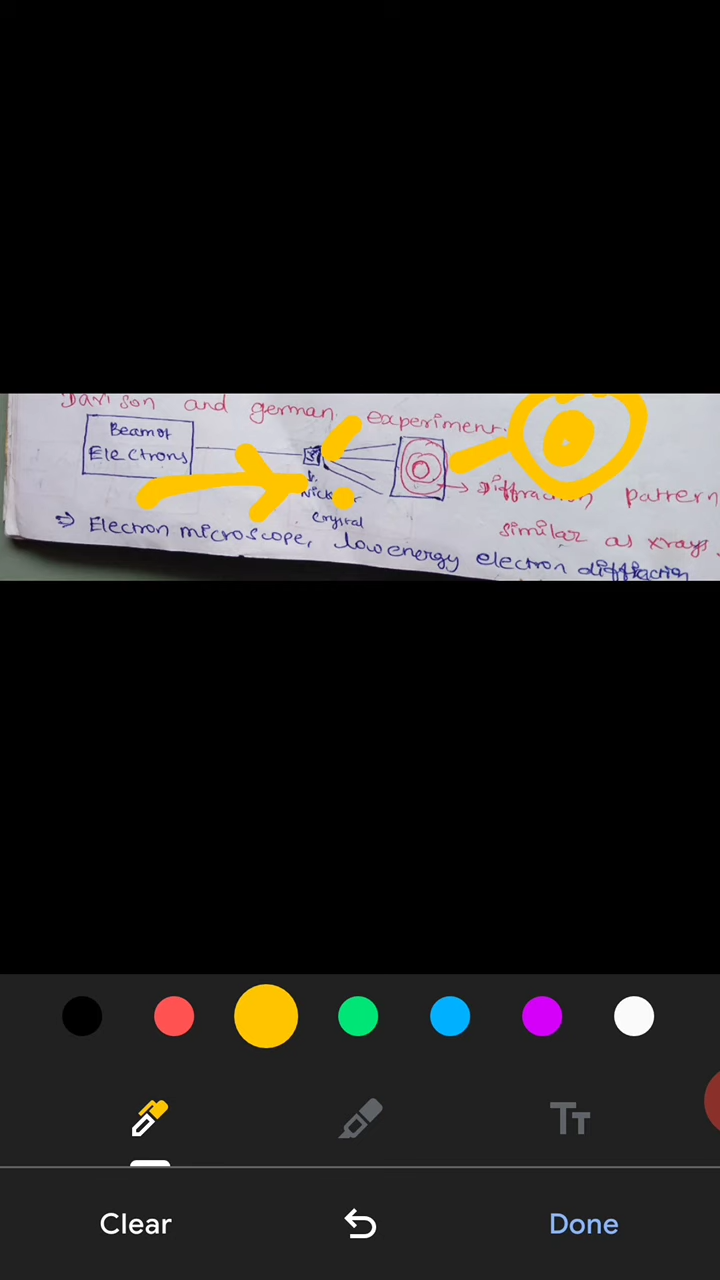 Davison and german experiment.
Beam of
Electrons
Diffraction pattern
crystal
similar as xrays.
⇒ Electron microscope, low energy electron diffraction
Tт
Clear
Done